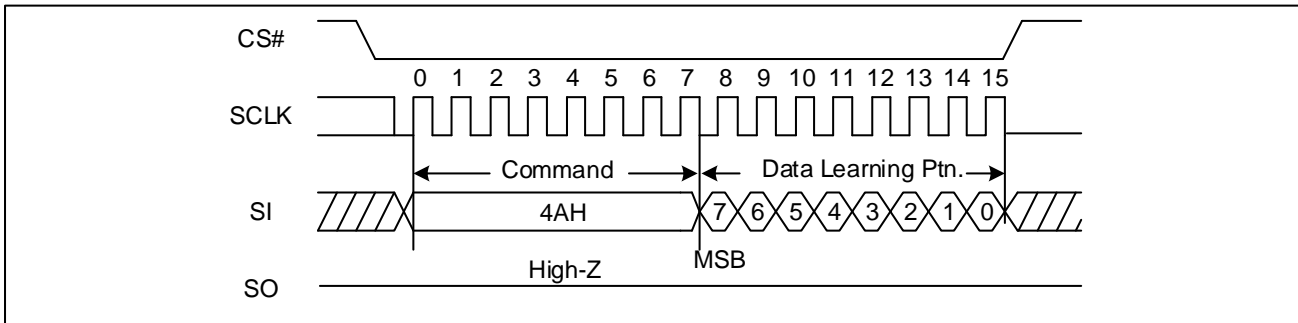 CS#
0 1 2 3 4 5 6 7 8 9 10 11 12 13 14 15
SCLK
Command Data Learning Ptn.
SI 4AH 7 6 5 4 3 2 1 0
MSB
High-Z
SO